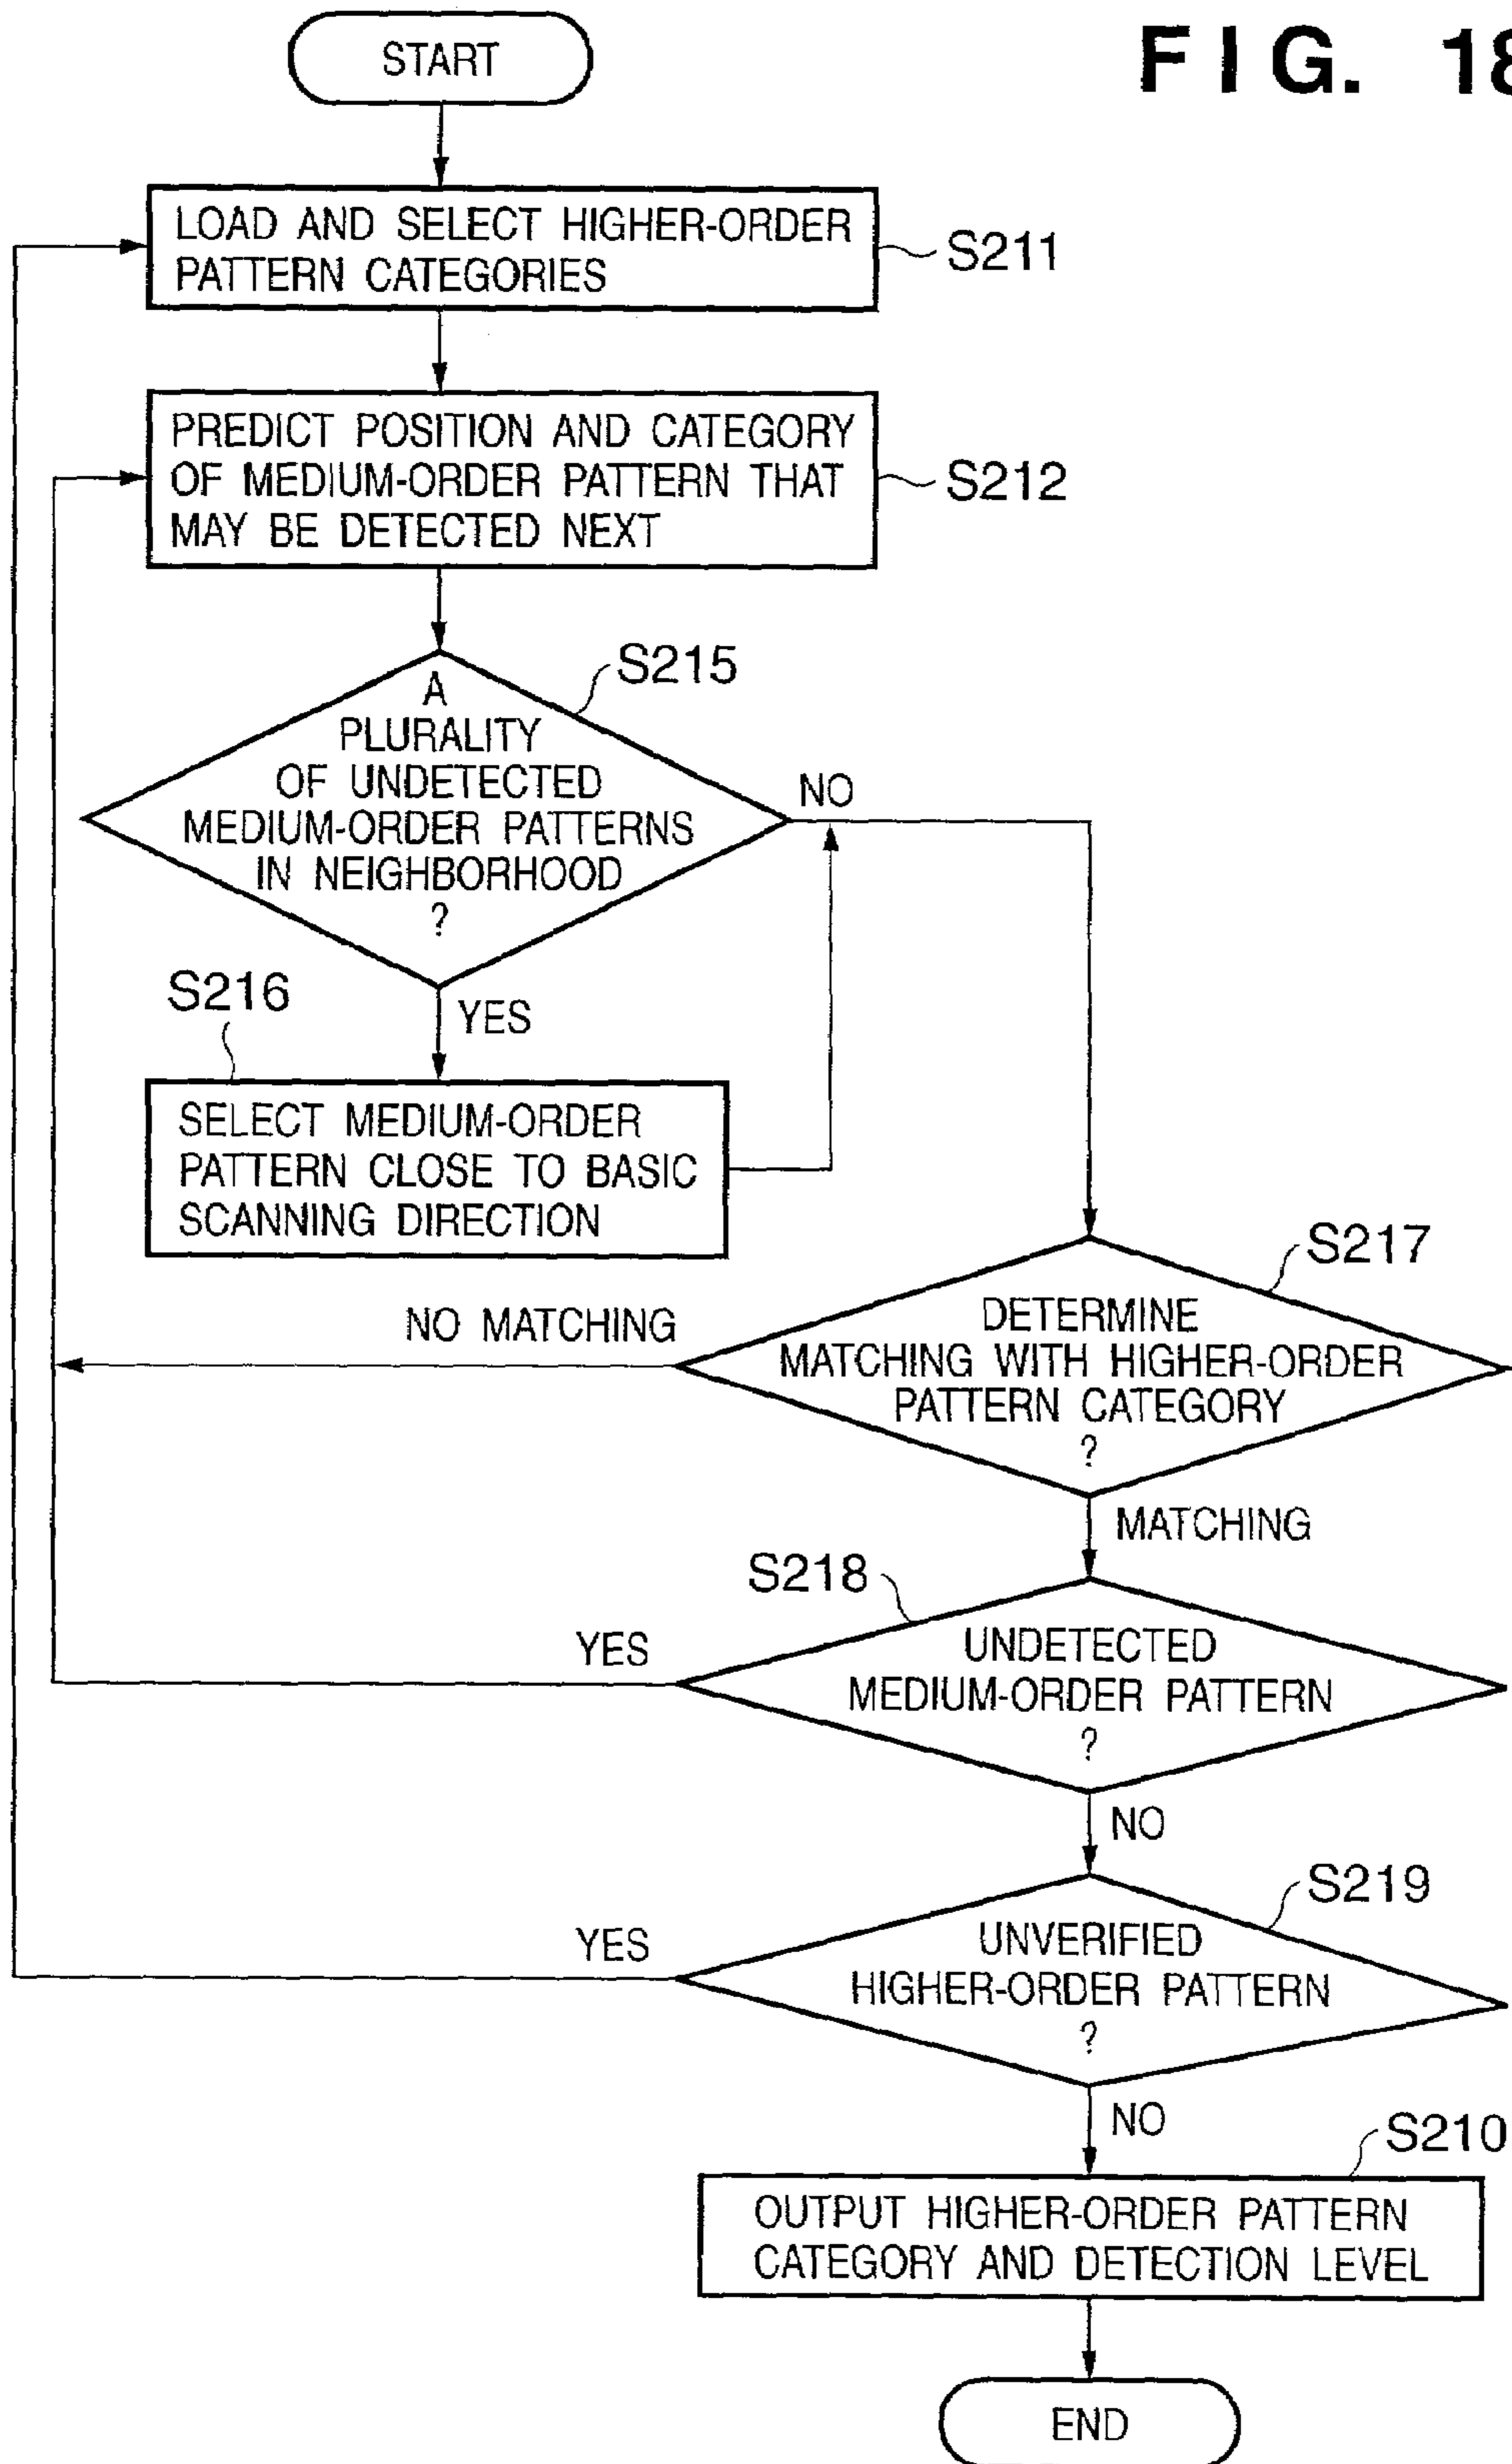 FIG. 18
START
LOAD AND SELECT HIGHER-ORDER
PATTERN CATEGORIES
S211
PREDICT POSITION AND CATEGORY
OF MEDIUM-ORDER PATTERN THAT
MAY BE DETECTED NEXT
S212
S215
A
PLURALITY
OF UNDETECTED
MEDIUM-ORDER PATTERNS
IN NEIGHBORHOOD
?
NO
YES
S216
SELECT MEDIUM-ORDER
PATTERN CLOSE TO BASIC
SCANNING DIRECTION
S217
DETERMINE
MATCHING WITH HIGHER-ORDER
PATTERN CATEGORY
?
NO MATCHING
MATCHING
S218
UNDETECTED
MEDIUM-ORDER PATTERN
?
YES
NO
S219
UNVERIFIED
HIGHER-ORDER PATTERN
?
YES
NO
S210
OUTPUT HIGHER-ORDER PATTERN
CATEGORY AND DETECTION LEVEL
END